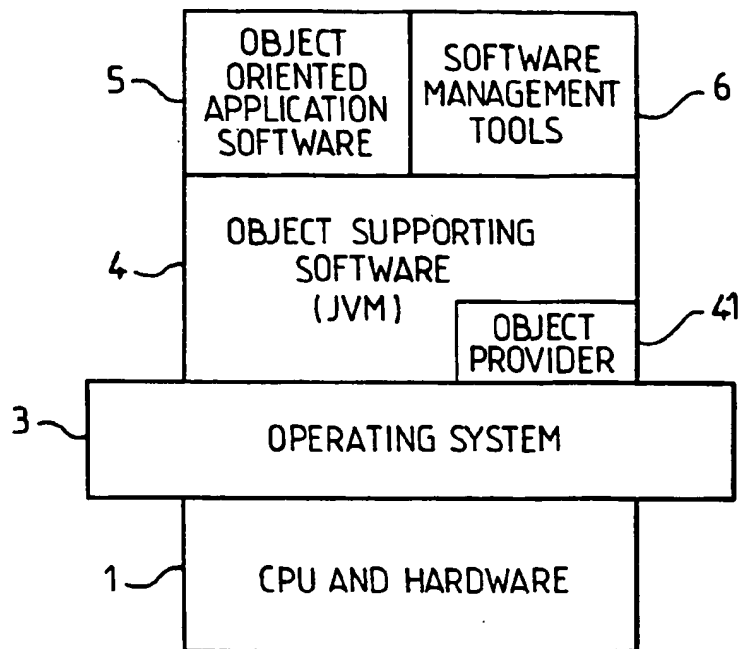 OBJECT
ORIENTED
APPLICATION
SOFTWARE
5
SOFTWARE
MANAGEMENT
TOOLS
6
OBJECT SUPPORTING
SOFTWARE
(JVM)
4
OBJECT
PROVIDER
41
3
OPERATING SYSTEM
1
CPU AND HARDWARE